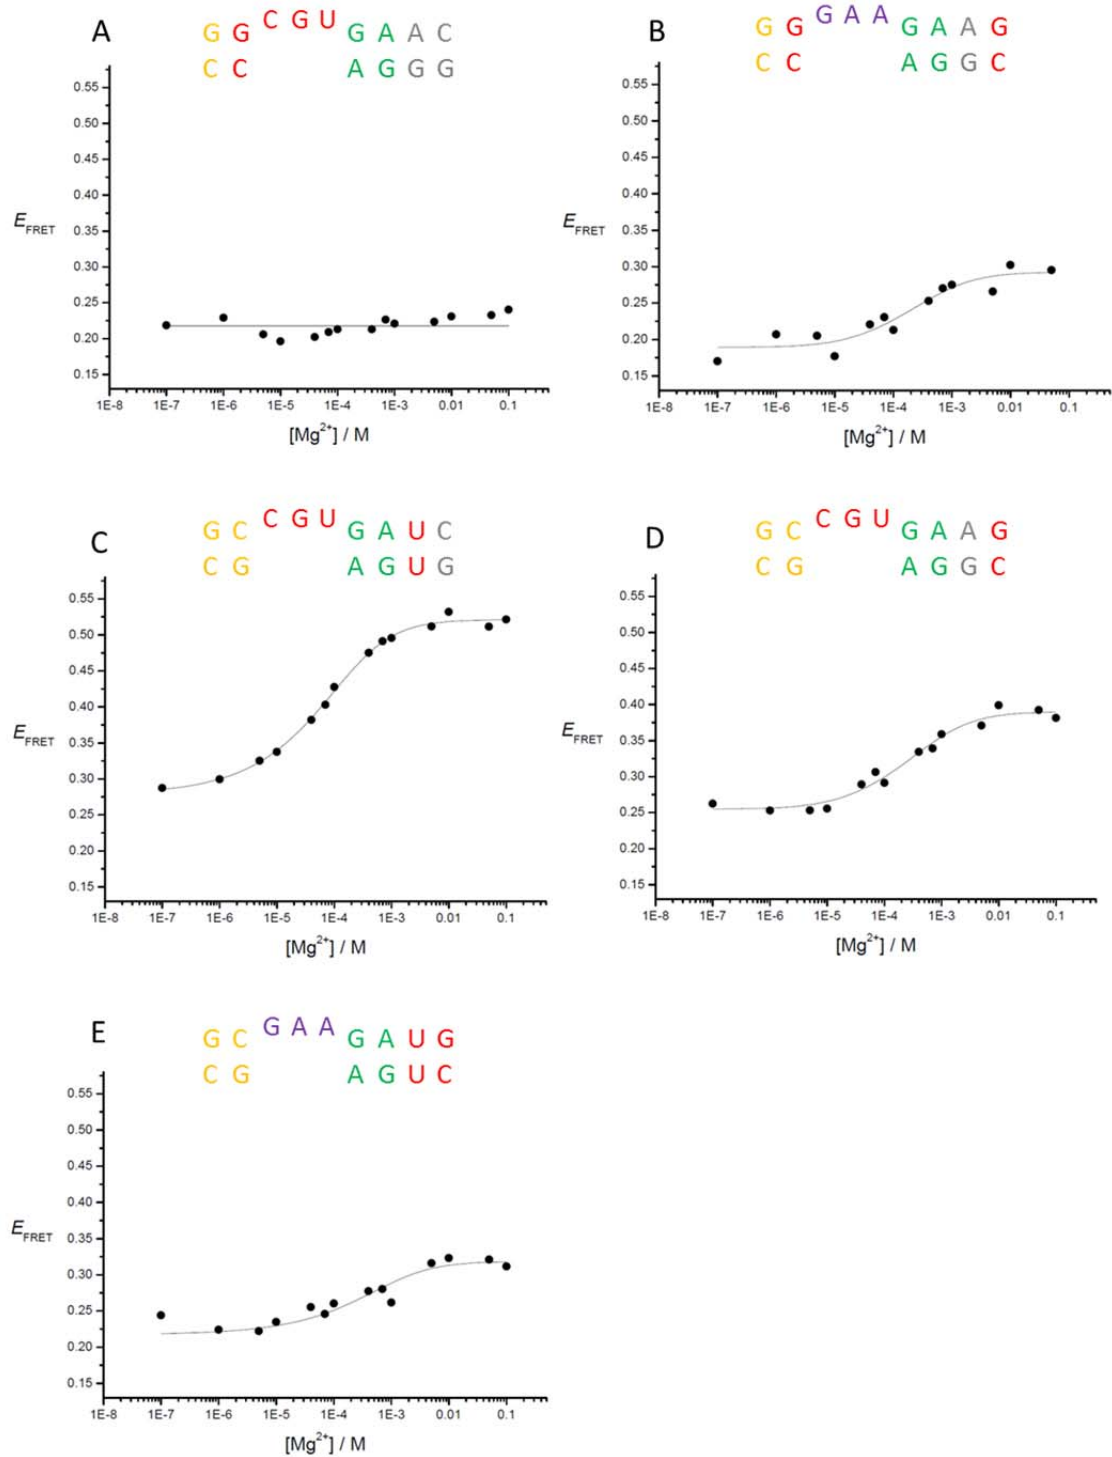 A
G G C G U G A A C
C C A G G G
0.55
0.50
0.45
0.40
0.35
0.30
0.25
0.20
0.15
E FRET
1E-8 1E-7 1E-6 1E-5 1E-4 1E-3 0.01 0.1
[Mg2+] / M
B
G G G A A G A A G
C C A G G C
0.55
0.50
0.45
0.40
0.35
0.30
0.25
0.20
0.15
E FRET
1E-8 1E-7 1E-6 1E-5 1E-4 1E-3 0.01 0.1
[Mg2+] / M
C
G C C G U G A U C
C G A G U G
0.55
0.50
0.45
0.40
0.35
0.30
0.25
0.20
0.15
E FRET
1E-8 1E-7 1E-6 1E-5 1E-4 1E-3 0.01 0.1
[Mg2+] / M
D
G C C G U G A A G
C G A G G C
0.55
0.50
0.45
0.40
0.35
0.30
0.25
0.20
0.15
E FRET
1E-8 1E-7 1E-6 1E-5 1E-4 1E-3 0.01 0.1
[Mg2+] / M
E
G C G A A G A U G
C G A G U C
0.55
0.50
0.45
0.40
0.35
0.30
0.25
0.20
0.15
E FRET
1E-8 1E-7 1E-6 1E-5 1E-4 1E-3 0.01 0.1
[Mg2+] / M